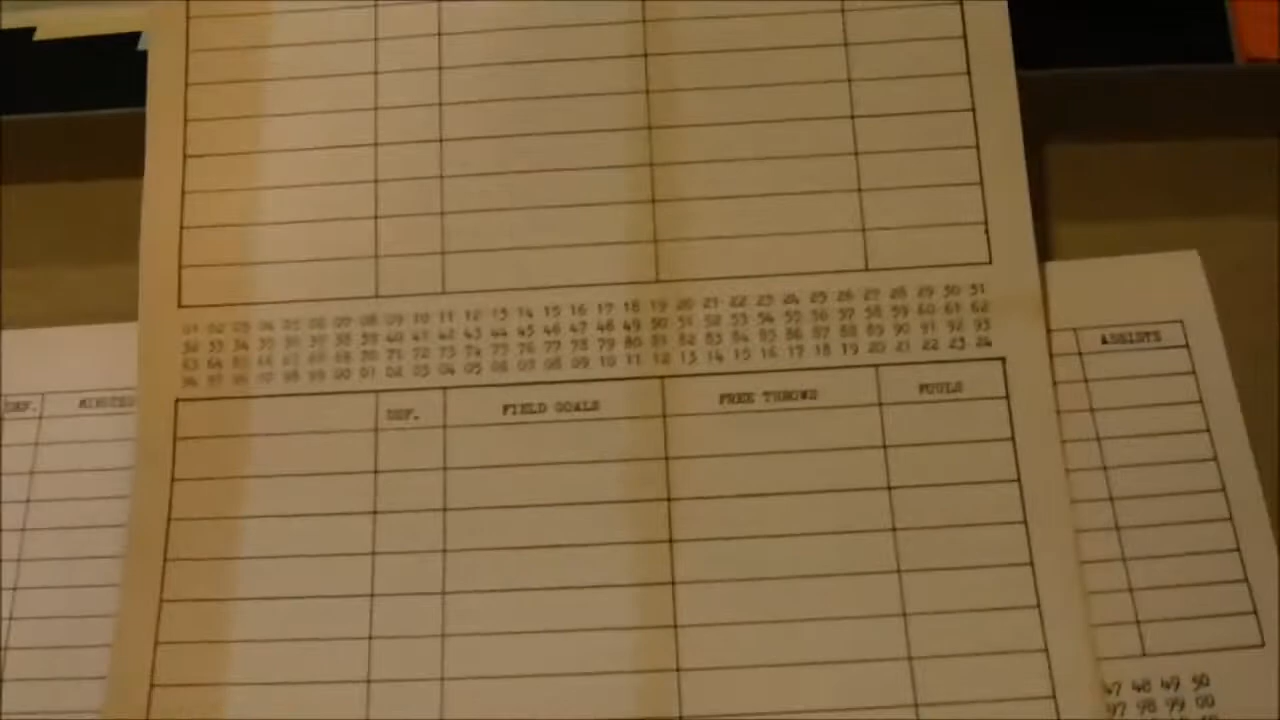 01 02 03 04 05 06 07 08 09 10 11 12 13 14 15 16 17 18 19 20 21 22 23 24 25 26 27 28 29 30 31
32 33 34 35 36 37 38 39 40 41 42 43 44 45 46 47 48 49 50 51 52 53 54 55 56 57 58 59 60 61 62
63 64 65 66 67 68 69 70 71 72 73 74 75 76 77 78 79 80 81 82 83 84 85 86 87 88 89 90 91 92 93
94 95 96 97 98 99 00 01 02 03 04 05 06 07 08 09 10 11 12 13 14 15 16 17 18 19 20 21 22 23 24
DEF. FIELD GOALS FREE THROWS FOULS
DEF. MINUTES
ASSISTS
47 48 49 50
97 98 99 00